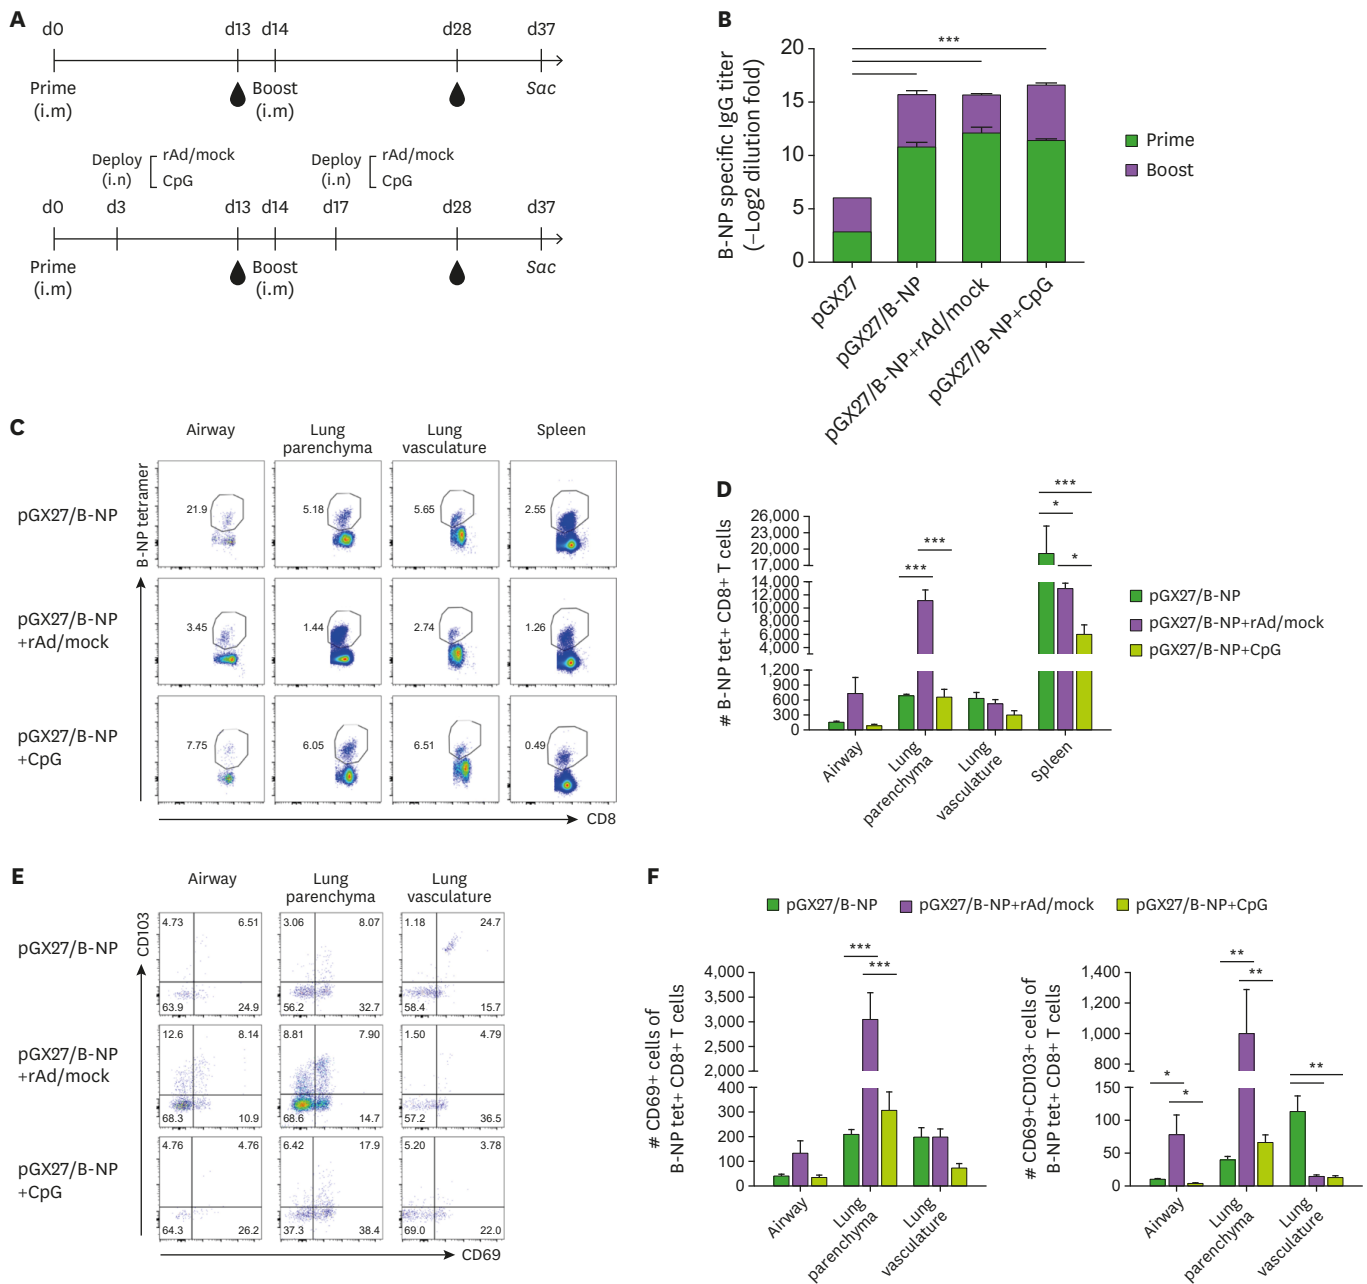 A
d0 d13 d14 d28 d37
Prime
(i.m)
Boost
(i.m)
Sac
Deploy
(i.n)
rAd/mock
CpG
Deploy
(i.n)
rAd/mock
CpG
d0 d3 d13 d14 d17 d28 d37
Prime
(i.m)
Boost
(i.m)
Sac
B
B-NP specific IgG titer
(−Log2 dilution fold)
20
15
10
5
0
***
Prime
Boost
pGX27
pGX27/B-NP
pGX27/B-NP+rAd/mock
pGX27/B-NP+CpG
C
Airway
Lung
parenchyma
Lung
vasculature
Spleen
B-NP tetramer
pGX27/B-NP
21.9 5.18 5.65 2.55
pGX27/B-NP
+rAd/mock
3.45 1.44 2.74 1.26
pGX27/B-NP
+CpG
7.75 6.05 6.51 0.49
CD8
D
# B-NP tet+ CD8+ T cells
26,000
23,000
20,000
17,000
14,000
12,000
10,000
8,000
6,000
4,000
1,200
900
600
300
0
***
***
***
*
*
Airway
Lung
parenchyma
Lung
vasculature
Spleen
pGX27/B-NP
pGX27/B-NP+rAd/mock
pGX27/B-NP+CpG
E
Airway
Lung
parenchyma
Lung
vasculature
CD103
pGX27/B-NP
4.73 6.51 3.06 8.07 1.18 24.7
63.9 24.9 56.2 32.7 58.4 15.7
pGX27/B-NP
+rAd/mock
12.6 8.14 8.81 7.90 1.50 4.79
68.3 10.9 68.6 14.7 57.2 36.5
pGX27/B-NP
+CpG
4.76 4.76 6.42 17.9 5.20 3.78
64.3 26.2 37.3 38.4 69.0 22.0
CD69
F
pGX27/B-NP pGX27/B-NP+rAd/mock pGX27/B-NP+CpG
# CD69+ cells of
B-NP tet+ CD8+ T cells
4,000
3,500
3,000
2,500
2,000
400
300
200
100
0
***
***
Airway
Lung
parenchyma
Lung
vasculature
# CD69+CD103+ cells of
B-NP tet+ CD8+ T cells
1,400
1,200
1,000
800
150
100
50
0
*
*
**
**
**
Airway
Lung
parenchyma
Lung
vasculature